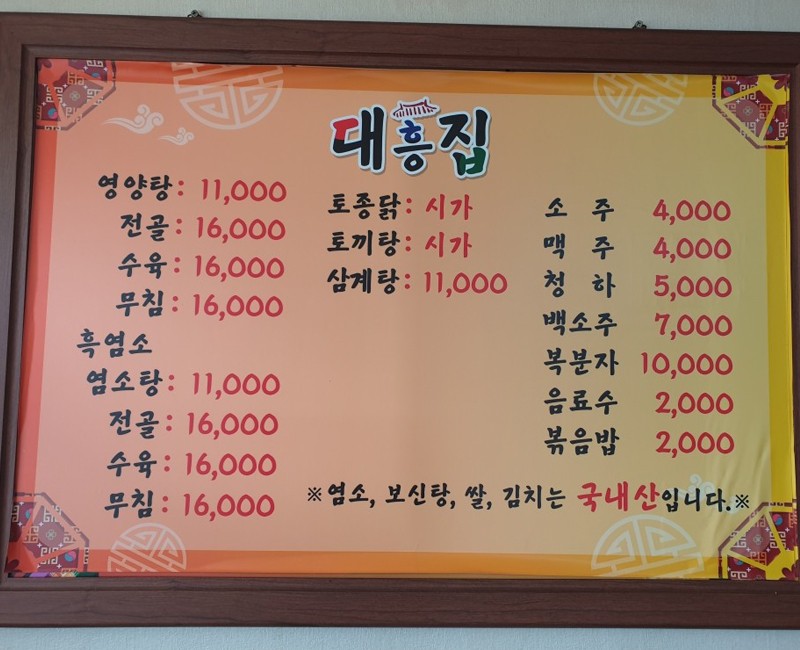 대흥집
영양탕: 11,000
전골: 16,000
수육: 16,000
무침: 16,000
흑염소
염소탕: 11,000
전골: 16,000
수육: 16,000
무침: 16,000
토종닭: 시가
토끼탕: 시가
삼계탕: 11,000
소 주 4,000
맥 주 4,000
청 하 5,000
백소주 7,000
복분자 10,000
음료수 2,000
볶음밥 2,000
※염소, 보신탕, 쌀, 김치는 국내산입니다.※